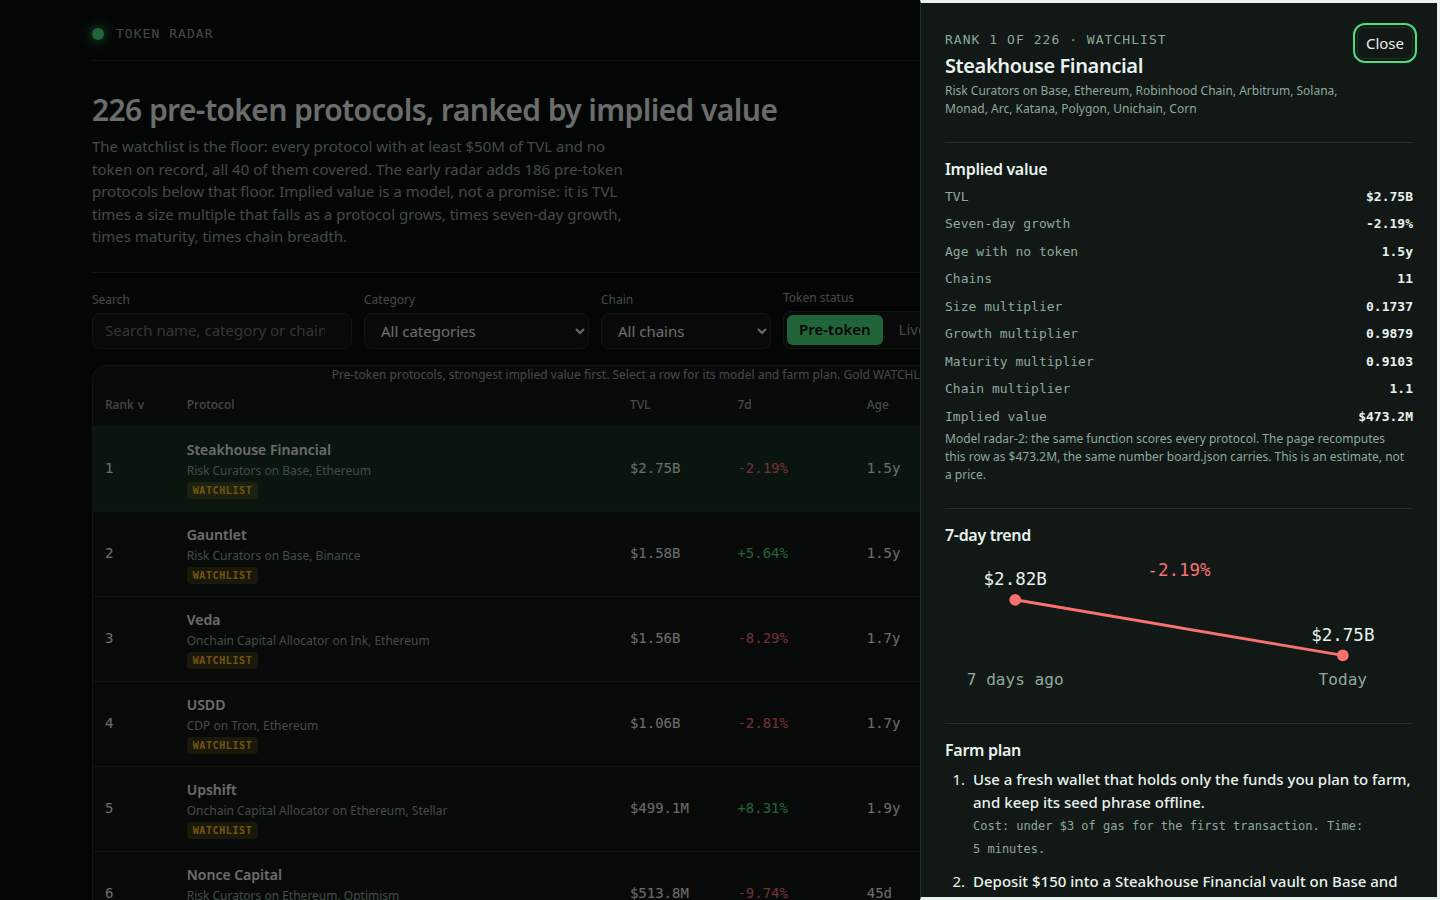 TOKEN RADAR
226 pre-token protocols, ranked by implied value
The watchlist is the floor: every protocol with at least $50M of TVL and no
token on record, all 40 of them covered. The early radar adds 186 pre-token
protocols below that floor. Implied value is a model, not a promise: it is TVL
times a size multiple that falls as a protocol grows, times seven-day growth,
times maturity, times chain breadth.
Search
Category
Chain
Token status
Search name, category or chain
All categories
All chains
Pre-token
Live
Pre-token protocols, strongest implied value first. Select a row for its model and farm plan. Gold WATCHL
Rank v
Protocol
TVL
7d
Age
1
Steakhouse Financial
Risk Curators on Base, Ethereum
WATCHLIST
$2.75B
-2.19%
1.5y
2
Gauntlet
Risk Curators on Base, Binance
WATCHLIST
$1.58B
+5.64%
1.5y
3
Veda
Onchain Capital Allocator on Ink, Ethereum
WATCHLIST
$1.56B
-8.29%
1.7y
4
USDD
CDP on Tron, Ethereum
WATCHLIST
$1.06B
-2.81%
1.7y
5
Upshift
Onchain Capital Allocator on Ethereum, Stellar
WATCHLIST
$499.1M
+8.31%
1.9y
6
Nonce Capital
Risk Curators on Ethereum, Optimism
$513.8M
-9.74%
45d
RANK 1 OF 226 · WATCHLIST
Close
Steakhouse Financial
Risk Curators on Base, Ethereum, Robinhood Chain, Arbitrum, Solana,
Monad, Arc, Katana, Polygon, Unichain, Corn
Implied value
TVL $2.75B
Seven-day growth -2.19%
Age with no token 1.5y
Chains 11
Size multiplier 0.1737
Growth multiplier 0.9879
Maturity multiplier 0.9103
Chain multiplier 1.1
Implied value $473.2M
Model radar-2: the same function scores every protocol. The page recomputes
this row as $473.2M, the same number board.json carries. This is an estimate, not
a price.
7-day trend
-2.19%
$2.82B
$2.75B
7 days ago
Today
Farm plan
1. Use a fresh wallet that holds only the funds you plan to farm,
and keep its seed phrase offline.
Cost: under $3 of gas for the first transaction. Time:
5 minutes.
2. Deposit $150 into a Steakhouse Financial vault on Base and